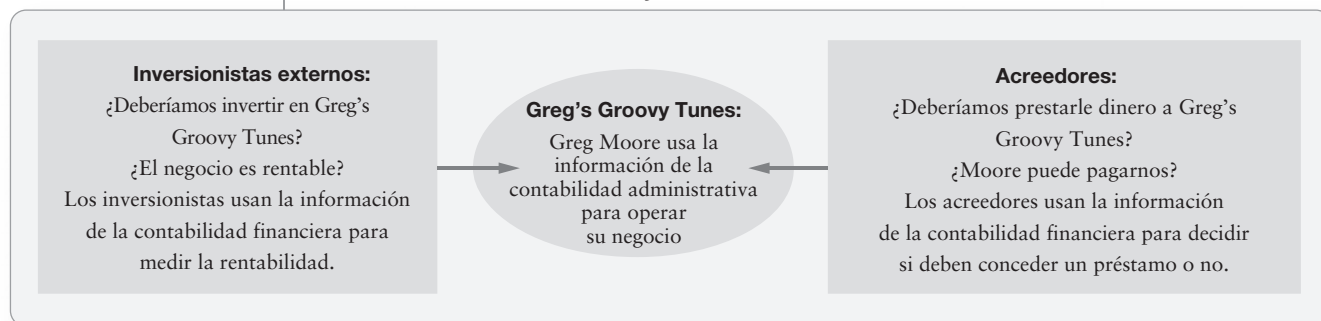 Inversionistas externos:
¿Deberíamos invertir en Greg’s
Groovy Tunes?
¿El negocio es rentable?
Los inversionistas usan la información
de la contabilidad financiera para
medir la rentabilidad.
Greg’s Groovy Tunes:
Greg Moore usa la
información de la
contabilidad administrativa
para operar
su negocio
Acreedores:
¿Deberíamos prestarle dinero a Greg’s
Groovy Tunes?
¿Moore puede pagarnos?
Los acreedores usan la información
de la contabilidad financiera para decidir
si deben conceder un préstamo o no.